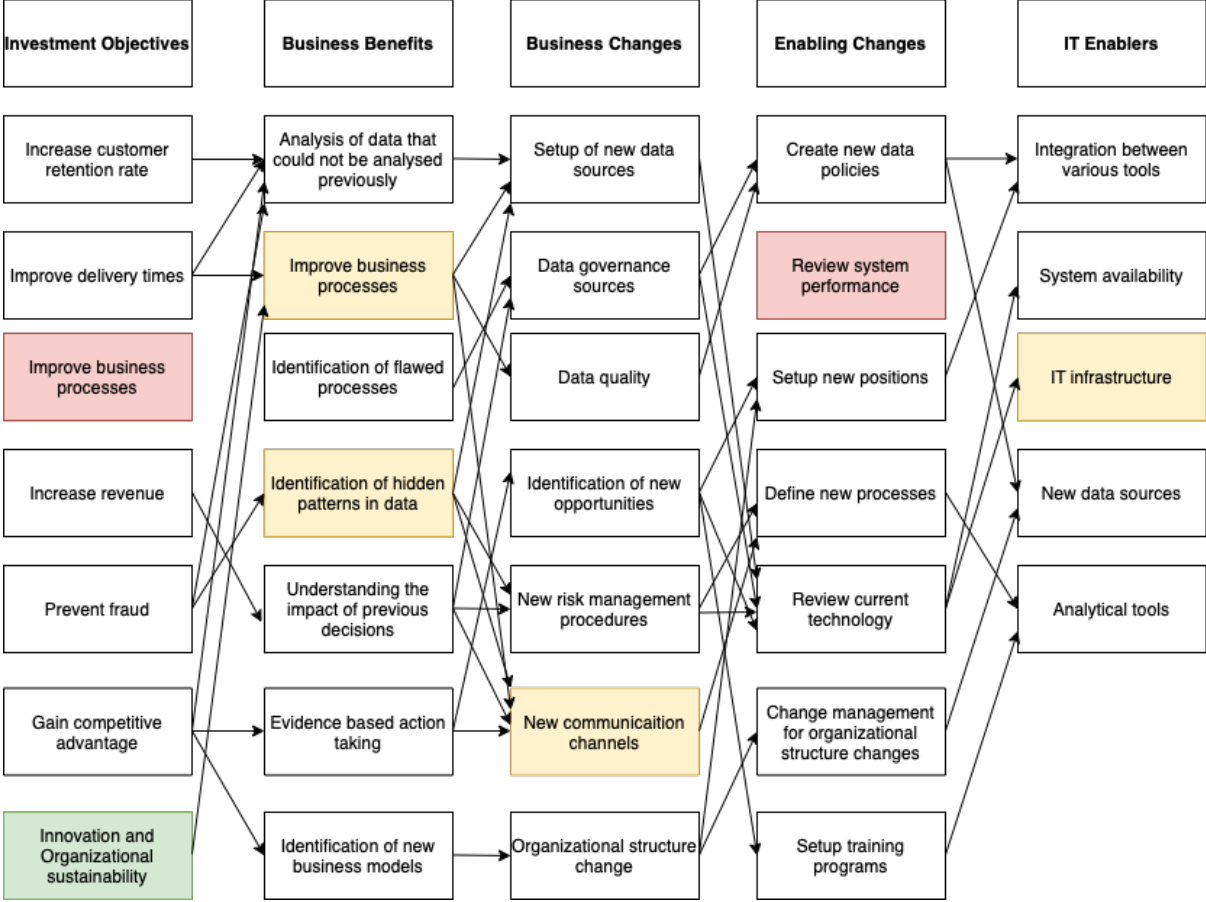 Investment Objectives
Business Benefits
Business Changes
Enabling Changes
IT Enablers
Increase customer
retention rate
Analysis of data that
could not be analysed
previously
Setup of new data
sources
Create new data
policies
Integration between
various tools
Improve delivery times
Improve business
processes
Data governance
sources
Review system
performance
System availability
Improve business
processes
Identification of flawed
processes
Data quality
Setup new positions
IT infrastructure
Increase revenue
Identification of hidden
patterns in data
Identification of new
opportunities
Define new processes
New data sources
Prevent fraud
Understanding the
impact of previous
decisions
New risk management
procedures
Review current
technology
Analytical tools
Gain competitive
advantage
Evidence based action
taking
New communicaition
channels
Change management
for organizational
structure changes
Innovation and
Organizational
sustainability
Identification of new
business models
Organizational structure
change
Setup training
programs